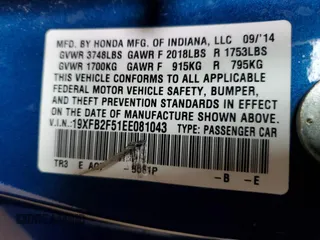 MFD. BY HONDA MFG. OF INDIANA, LLC 09/'14
GVWR 3748LBS GAWR F 2018LBS R 1753LBS
GVWR 1700KG GAWR F 915KG R 795KG
THIS VEHICLE CONFORMS TO ALL APPLICABLE
FEDERAL MOTOR VEHICLE SAFETY, BUMPER,
AND THEFT PREVENTION STANDARDS IN EFFECT
ON THE DATE OF MANUFACTURE SHOWN ABOVE.
V.I.N.: 19XFB2F51EE081043 TYPE: PASSENGER CAR
TR3 E - B - E